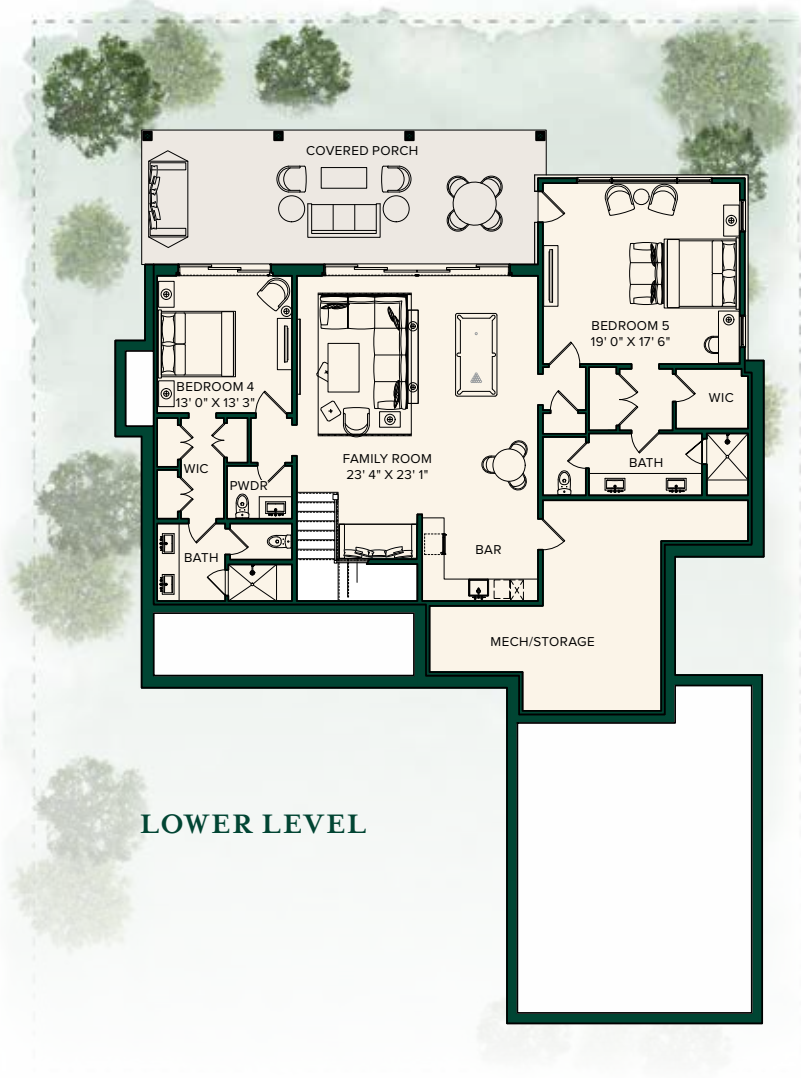 COVERED PORCH
BEDROOM 5
19' 0" X 17' 6"
BEDROOM 4
13' 0" X 13' 3"
WIC
FAMILY ROOM
23' 4" X 23' 1"
WIC
BATH
PWDR
BATH
BAR
MECH/STORAGE
LOWER LEVEL